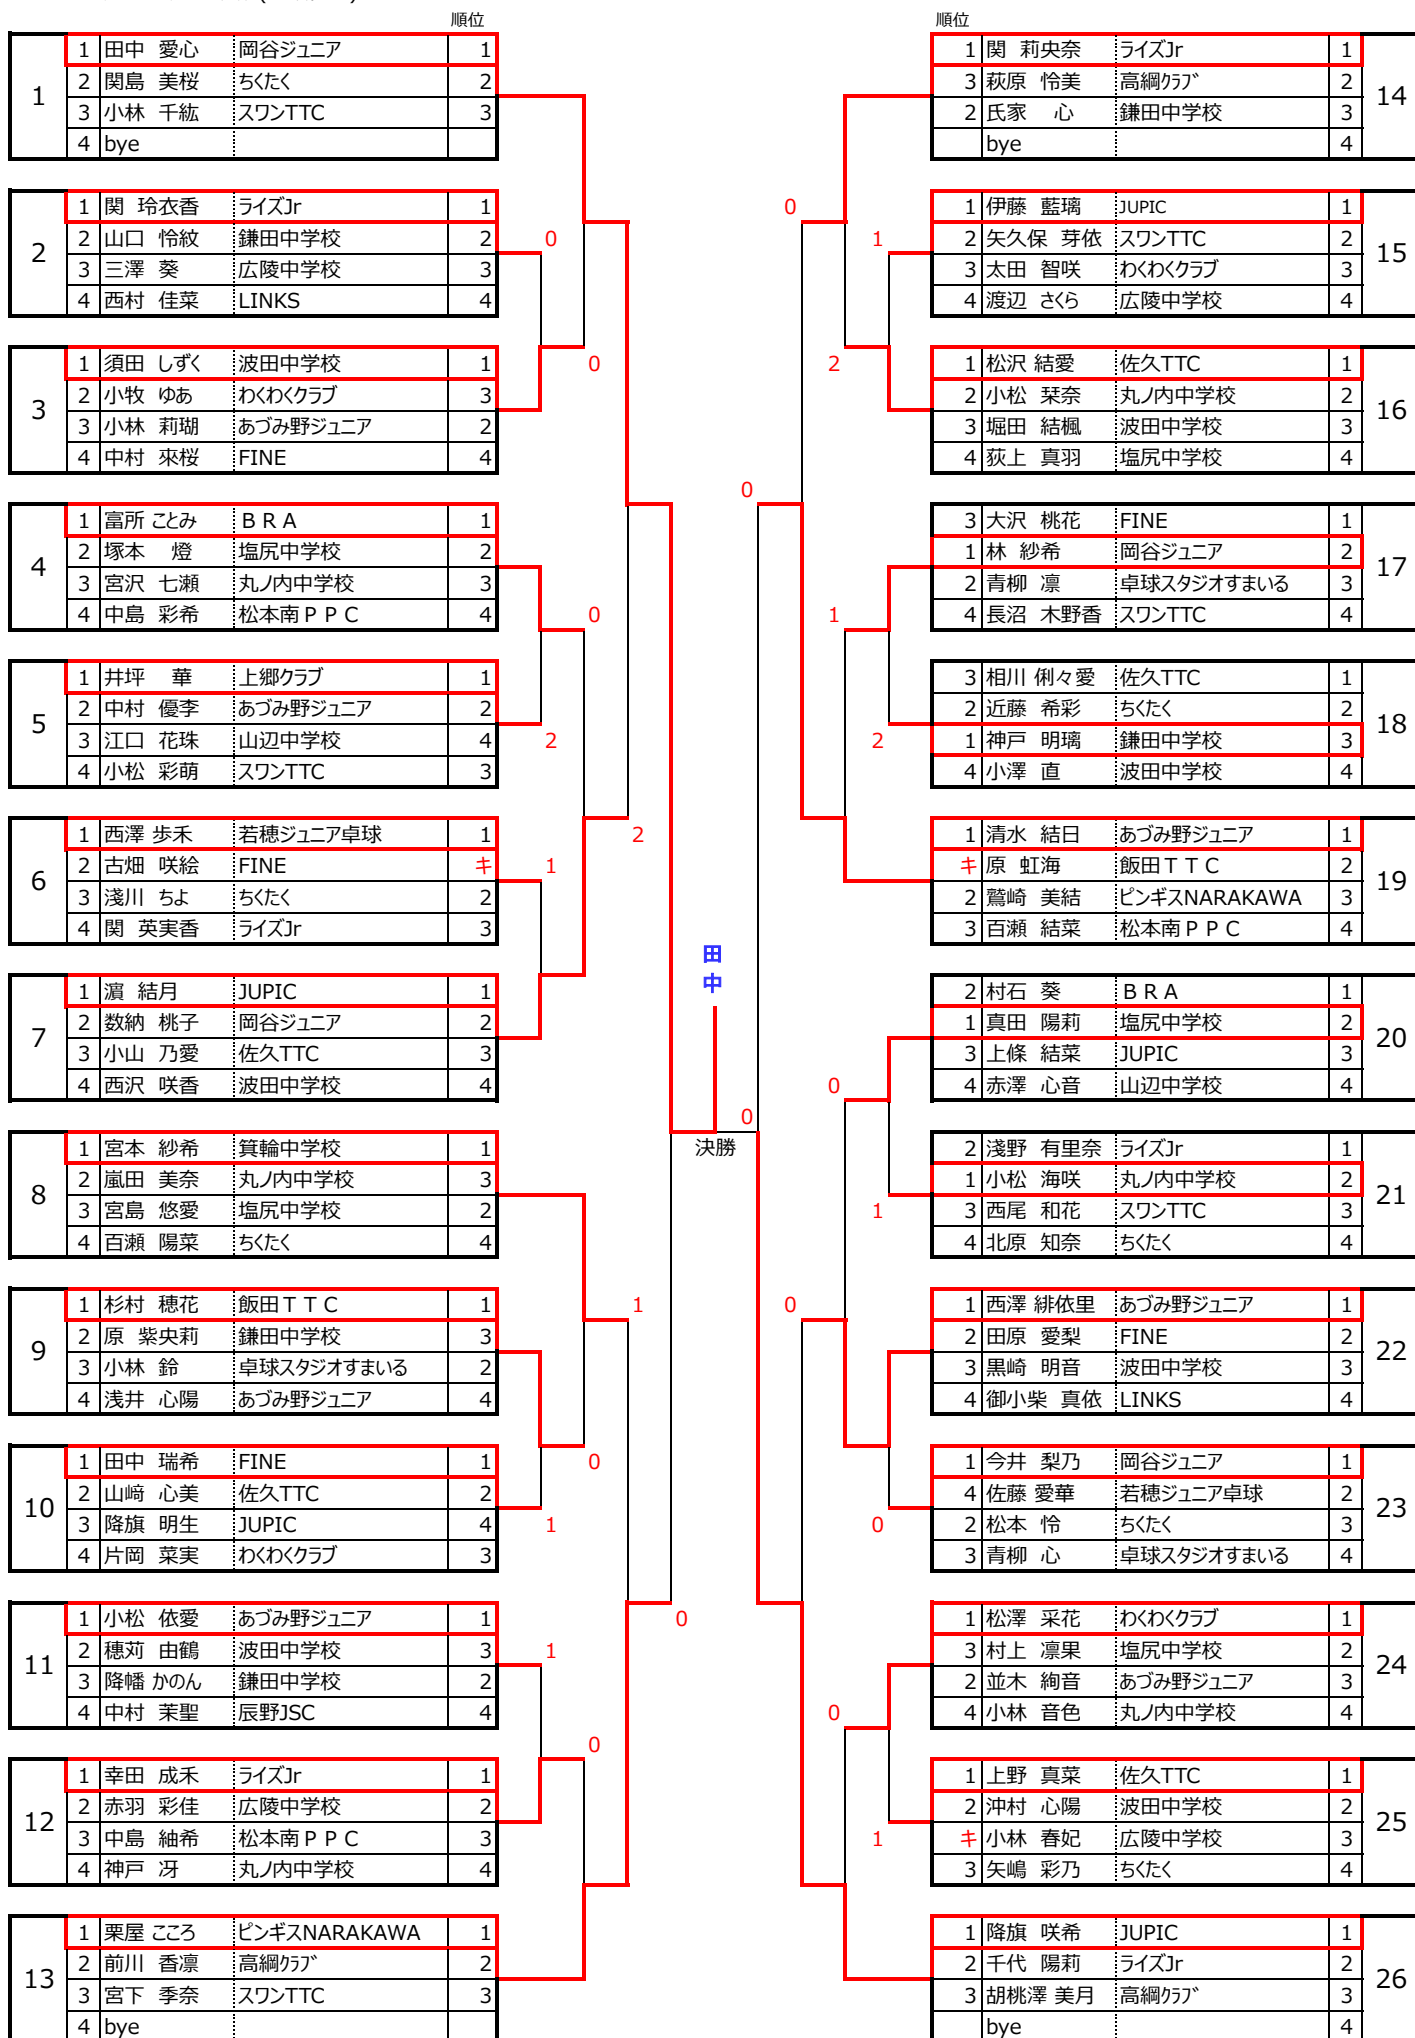 順位 順位
1
1 田中 愛心 岡谷ジュニア 1
2 関島 美桜 ちくたく 2
3 小林 千紘 スワンTTC 3
4 bye
2
1 関 玲衣香 ライズJr 1
2 山口 怜紋 鎌田中学校 2
3 三澤 葵 広陵中学校 3
4 西村 佳菜 LINKS 4
0
3
1 須田 しずく 波田中学校 1
2 小牧 ゆあ わくわくクラブ 3
3 小林 莉瑚 あづみ野ジュニア 2
4 中村 來桜 FINE 4
0
4
1 富所 ことみ ＢＲＡ 1
2 塚本 燈 塩尻中学校 2
3 宮沢 七瀬 丸ノ内中学校 3
4 中島 彩希 松本南ＰＰＣ 4
0
5
1 井坪 華 上郷クラブ 1
2 中村 優李 あづみ野ジュニア 2
3 江口 花珠 山辺中学校 4
4 小松 彩萌 スワンTTC 3
2
6
1 西澤 歩禾 若穂ジュニア卓球 1
2 古畑 咲絵 FINE キ
3 淺川 ちよ ちくたく 2
4 関 英実香 ライズJr 3
1
2
7
1 濵 結月 JUPIC 1
2 数納 桃子 岡谷ジュニア 2
3 小山 乃愛 佐久TTC 3
4 西沢 咲香 波田中学校 4
8
1 宮本 紗希 箕輪中学校 1
2 嵐田 美奈 丸ノ内中学校 3
3 宮島 悠愛 塩尻中学校 2
4 百瀬 陽菜 ちくたく 4
9
1 杉村 穂花 飯田ＴＴＣ 1
2 原 紫央莉 鎌田中学校 3
3 小林 鈴 卓球スタジオすまいる 2
4 浅井 心陽 あづみ野ジュニア 4
1
10
1 田中 瑞希 FINE 1
2 山﨑 心美 佐久TTC 2
3 降旗 明生 JUPIC 4
4 片岡 菜実 わくわくクラブ 3
0
1
11
1 小松 依愛 あづみ野ジュニア 1
2 穂苅 由鶴 波田中学校 3
3 降幡 かのん 鎌田中学校 2
4 中村 茉聖 辰野JSC 4
0
1
12
1 幸田 成禾 ライズJr 1
2 赤羽 彩佳 広陵中学校 2
3 中島 紬希 松本南ＰＰＣ 3
4 神戸 冴 丸ノ内中学校 4
0
13
1 栗屋 こころ ピンギスNARAKAWA 1
2 前川 香凛 高綱クラブ 2
3 宮下 季奈 スワンTTC 3
4 bye
田
中
0
決勝
14
1 関 莉央奈 ライズJr 1
3 萩原 怜美 高綱クラブ 2
2 氏家 心 鎌田中学校 3
bye 4
0
15
1 伊藤 藍璃 JUPIC 1
2 矢久保 芽依 スワンTTC 2
3 太田 智咲 わくわくクラブ 3
4 渡辺 さくら 広陵中学校 4
1
16
1 松沢 結愛 佐久TTC 1
2 小松 栞奈 丸ノ内中学校 2
3 堀田 結楓 波田中学校 3
4 荻上 真羽 塩尻中学校 4
2
0
17
3 大沢 桃花 FINE 1
1 林 紗希 岡谷ジュニア 2
2 青柳 凛 卓球スタジオすまいる 3
4 長沼 木野香 スワンTTC 4
1
18
3 相川 俐々愛 佐久TTC 1
2 近藤 希彩 ちくたく 2
1 神戸 明璃 鎌田中学校 3
4 小澤 直 波田中学校 4
2
19
1 清水 結日 あづみ野ジュニア 1
キ 原 虹海 飯田ＴＴＣ 2
2 鷲崎 美結 ピンギスNARAKAWA 3
3 百瀬 結菜 松本南ＰＰＣ 4
20
2 村石 葵 ＢＲＡ 1
1 真田 陽莉 塩尻中学校 2
3 上條 結菜 JUPIC 3
4 赤澤 心音 山辺中学校 4
0
21
2 淺野 有里奈 ライズJr 1
1 小松 海咲 丸ノ内中学校 2
3 西尾 和花 スワンTTC 3
4 北原 知奈 ちくたく 4
1
22
1 西澤 緋依里 あづみ野ジュニア 1
2 田原 愛梨 FINE 2
3 黒崎 明音 波田中学校 3
4 御小柴 真依 LINKS 4
0
23
1 今井 梨乃 岡谷ジュニア 1
4 佐藤 愛華 若穂ジュニア卓球 2
2 松本 怜 ちくたく 3
3 青柳 心 卓球スタジオすまいる 4
0
24
1 松澤 采花 わくわくクラブ 1
3 村上 凛果 塩尻中学校 2
2 並木 絢音 あづみ野ジュニア 3
4 小林 音色 丸ノ内中学校 4
0
25
1 上野 真菜 佐久TTC 1
2 沖村 心陽 波田中学校 2
キ 小林 春妃 広陵中学校 3
3 矢嶋 彩乃 ちくたく 4
1
26
1 降旗 咲希 JUPIC 1
2 千代 陽莉 ライズJr 2
3 胡桃澤 美月 高綱クラブ 3
bye 4